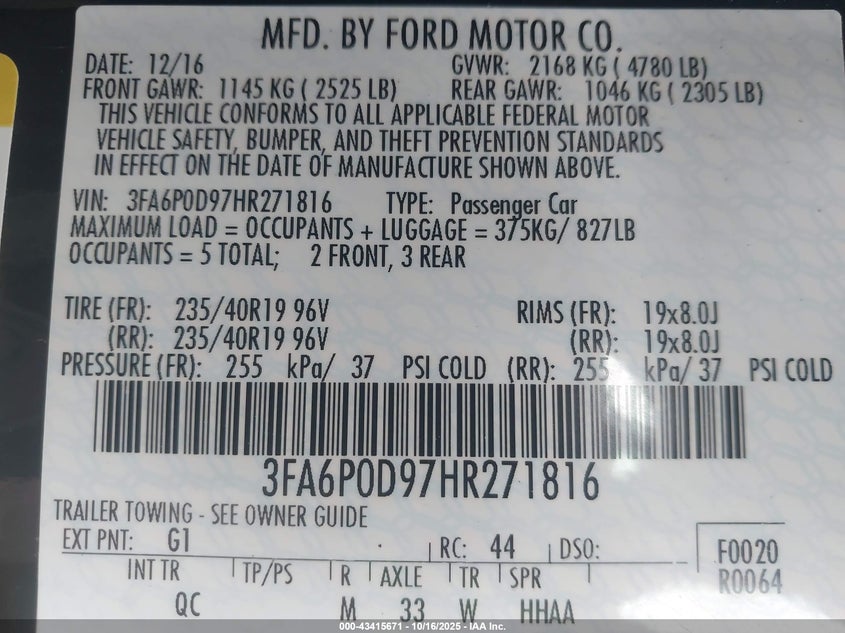 MFD. BY FORD MOTOR CO.
DATE: 12/16 GVWR: 2168 KG ( 4780 LB)
FRONT GAWR: 1145 KG ( 2525 LB) REAR GAWR: 1046 KG ( 2305 LB)
THIS VEHICLE CONFORMS TO ALL APPLICABLE FEDERAL MOTOR
VEHICLE SAFETY, BUMPER, AND THEFT PREVENTION STANDARDS
IN EFFECT ON THE DATE OF MANUFACTURE SHOWN ABOVE.
VIN: 3FA6P0D97HR271816 TYPE: Passenger Car
MAXIMUM LOAD = OCCUPANTS + LUGGAGE = 375KG/ 827LB
OCCUPANTS = 5 TOTAL; 2 FRONT, 3 REAR
TIRE (FR): 235/40R19 96V RIMS (FR): 19x8.0J
(RR): 235/40R19 96V (RR): 19x8.0J
PRESSURE (FR): 255 kPa/ 37 PSI COLD (RR): 255 kPa/ 37 PSI COLD
3FA6P0D97HR271816
TRAILER TOWING - SEE OWNER GUIDE
EXT PNT: G1 RC: 44 DSO: F0020
INT TR TP/PS R AXLE TR SPR R0064
QC M 33 W HHAA
000-43415671 - 10/16/2025 - IAA Inc.